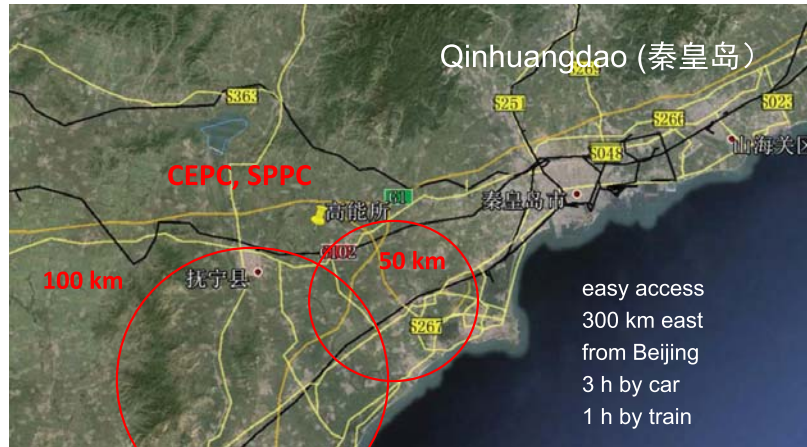 Qinhuangdao (秦皇岛）
S363
S251
S266
S023
S048
山海关区
CEPC, SPPC
G1
秦皇岛市
高能所
G102
50 km
100 km
抚宁县
S267
easy access
300 km east
from Beijing
3 h by car
1 h by train